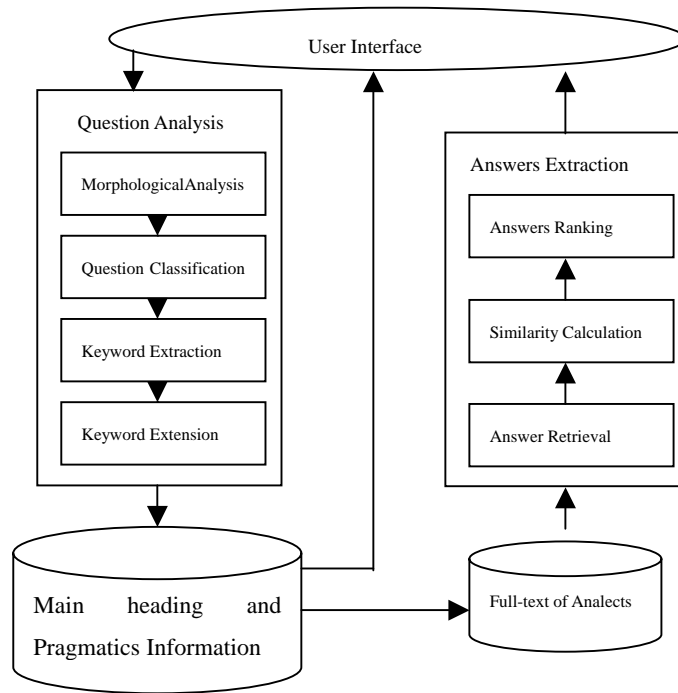 User Interface
Question Analysis
MorphologicalAnalysis
Question Classification
Keyword Extraction
Keyword Extension
Answers Extraction
Answers Ranking
Similarity Calculation
Answer Retrieval
Main heading and
Pragmatics Information
Full-text of Analects